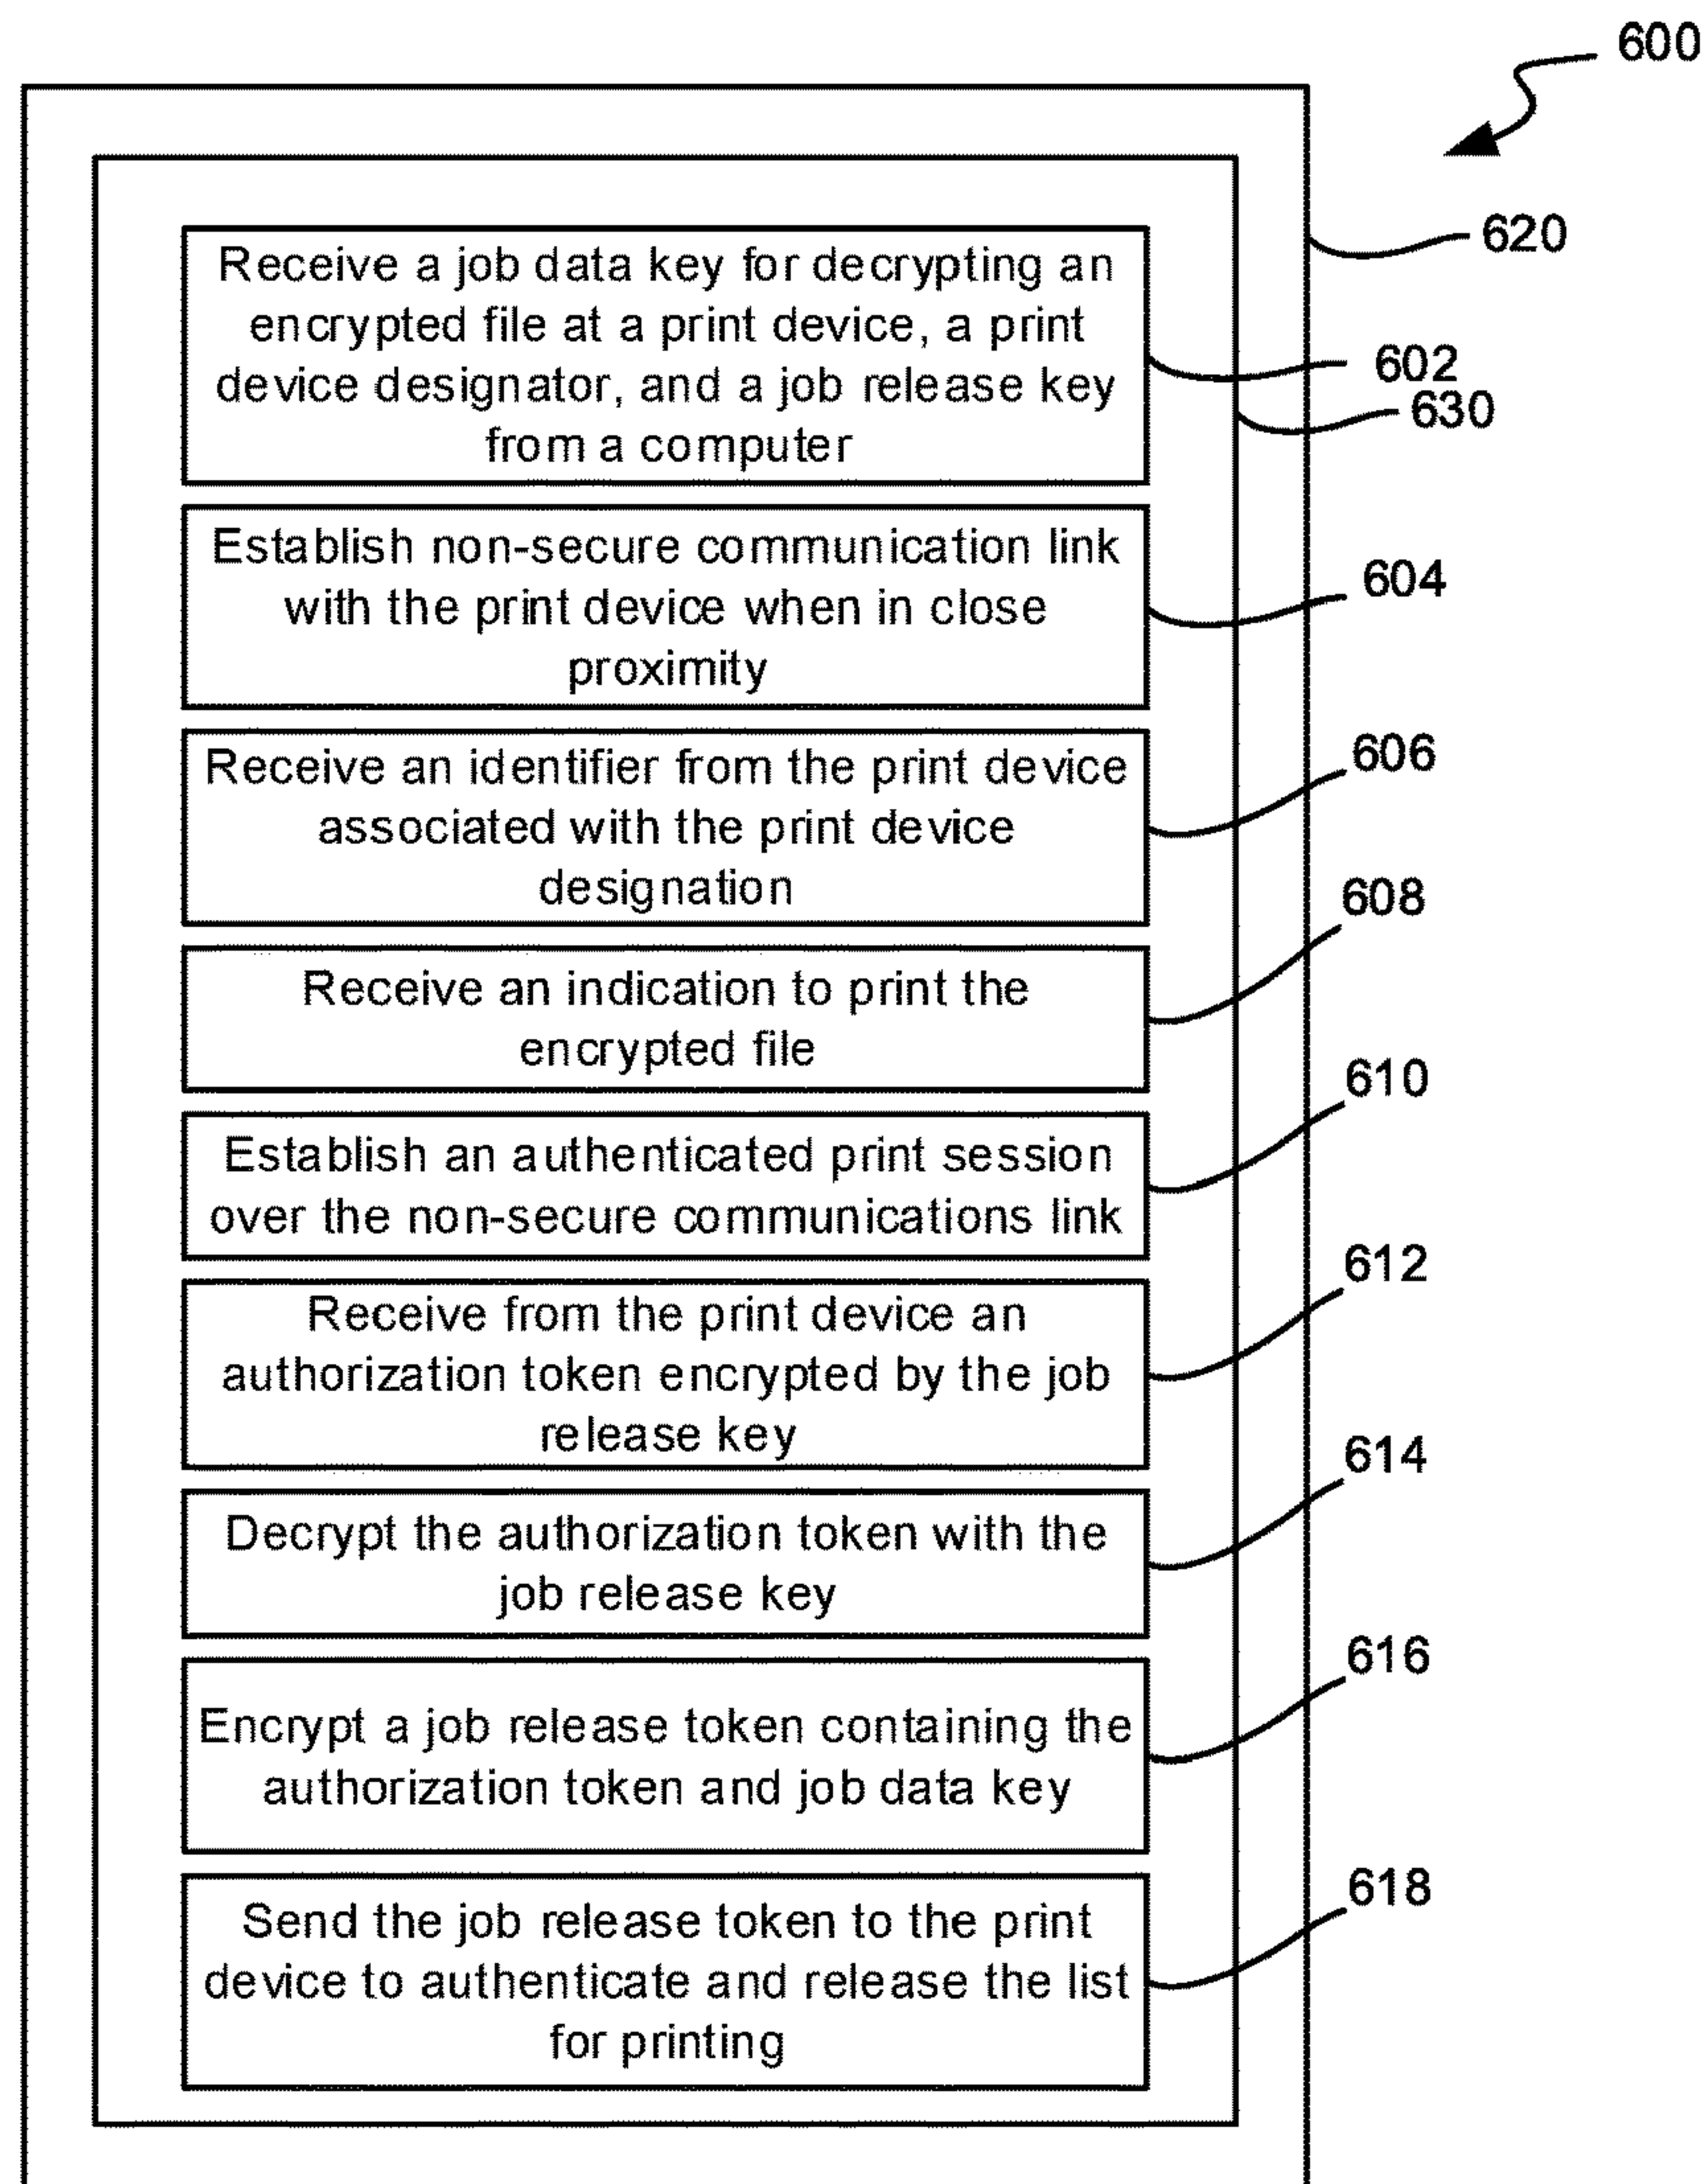 600
620
Receive a job data key for decrypting an
encrypted file at a print device, a print
device designator, and a job release key
from a computer
602
630
Establish non-secure communication link
with the print device when in close
proximity
604
Receive an identifier from the print device
associated with the print device
designation
606
Receive an indication to print the
encrypted file
608
Establish an authenticated print session
over the non-secure communications link
610
Receive from the print device an
authorization token encrypted by the job
release key
612
Decrypt the authorization token with the
job release key
614
Encrypt a job release token containing the
authorization token and job data key
616
Send the job release token to the print
device to authenticate and release the list
for printing
618